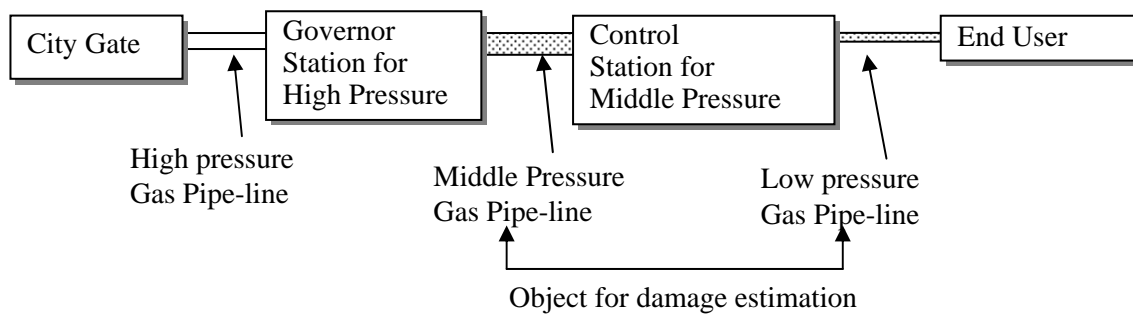 City Gate
Governor
Station for
High Pressure
Control
Station for
Middle Pressure
End User
High pressure
Gas Pipe-line
Middle Pressure
Gas Pipe-line
Low pressure
Gas Pipe-line
Object for damage estimation